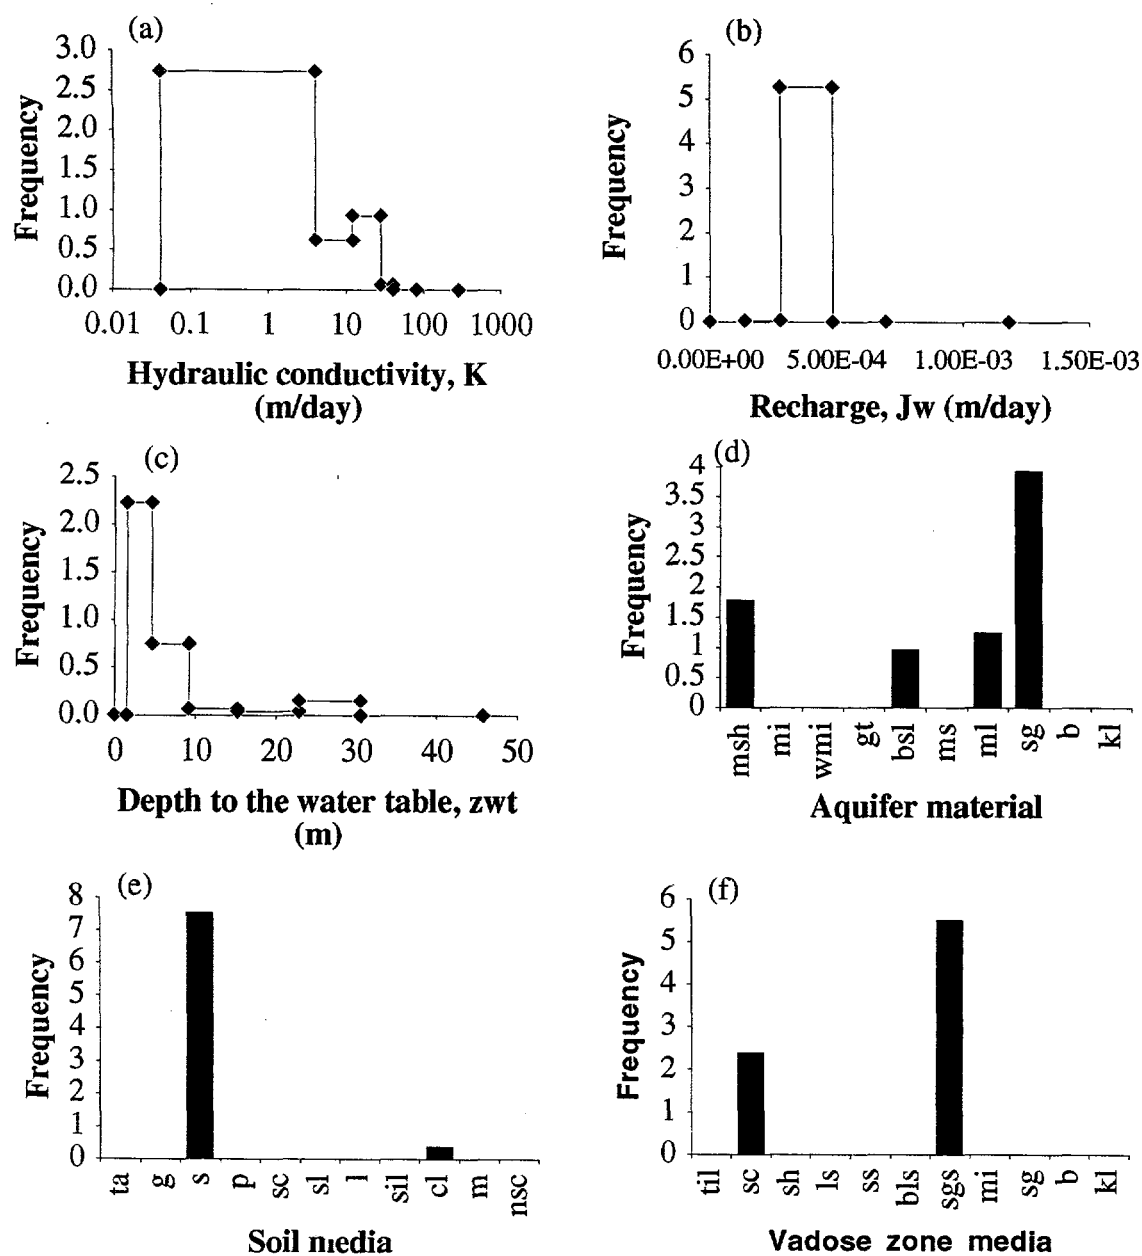 (a)
Frequency
3.0
2.5
2.0
1.5
1.0
0.5
0.0
0.01 0.1 1 10 100 1000
Hydraulic conductivity, K
(m/day)
(b)
Frequency
6
5
4
3
2
1
0
0.00E+00 5.00E-04 1.00E-03 1.50E-03
Recharge, Jw (m/day)
(c)
Frequency
2.5
2.0
1.5
1.0
0.5
0.0
0 10 20 30 40 50
Depth to the water table, zwt
(m)
(d)
Frequency
4
3.5
3
2.5
2
1.5
1
0.5
0
msh mi wmi gt bsl ms ml sg b kl
Aquifer material
(e)
Frequency
8
7
6
5
4
3
2
1
0
ta g s p sc sl l sil cl m nsc
Soil media
(f)
Frequency
6
5
4
3
2
1
0
til sc sh ls ss bls sgs mi sg b kl
Vadose zone media